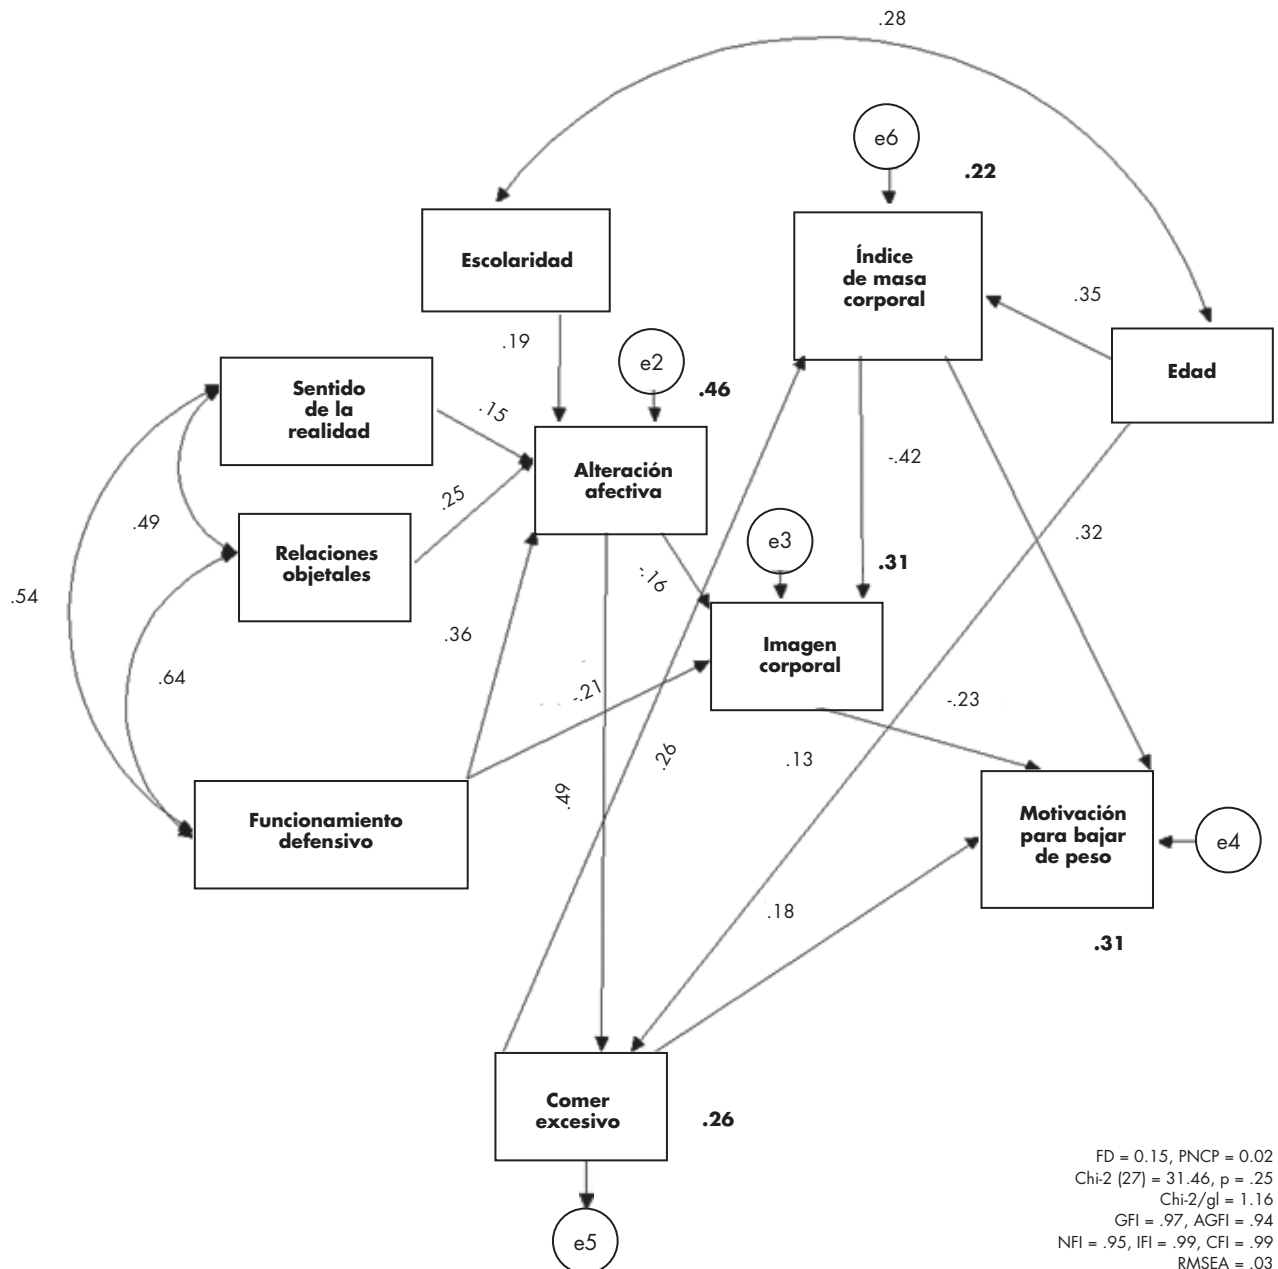 .28
e6
.22
Escolaridad
Índice
de masa
corporal
.35
.19
e2
.46
Edad
Sentido
de la
realidad
.15
Alteración
afectiva
-.42
.25
.49
e3
.32
Relaciones
objetales
.31
-.16
.54
.36
Imagen
corporal
.64
-.21
-.23
.26
.13
.49
Funcionamiento
defensivo
Motivación
para bajar
de peso
e4
.18
.31
Comer
excesivo
.26
e5
FD = 0.15, PNCP = 0.02
Chi-2 (27) = 31.46, p = .25
Chi-2/gl = 1.16
GFI = .97, AGFI = .94
NFI = .95, IFI = .99, CFI = .99
RMSEA = .03